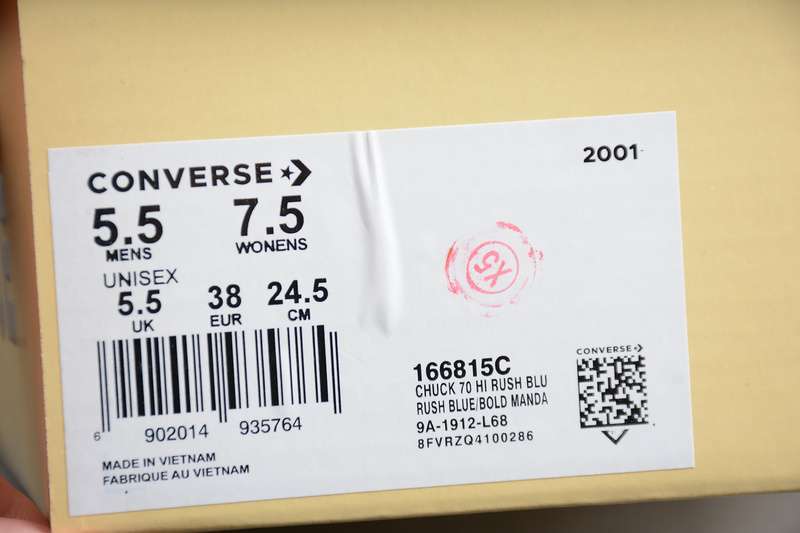 CONVERSE
2001
5.5 7.5
MENS WONENS
UNISEX
5.5 38 24.5
UK EUR CM
6 902014 935764
MADE IN VIETNAM
FABRIQUE AU VIETNAM
CX
166815C
CHUCK 70 HI RUSH BLU
RUSH BLUE/BOLD MANDA
9A-1912-L68
8FVRZQ4100286
CONVERSE